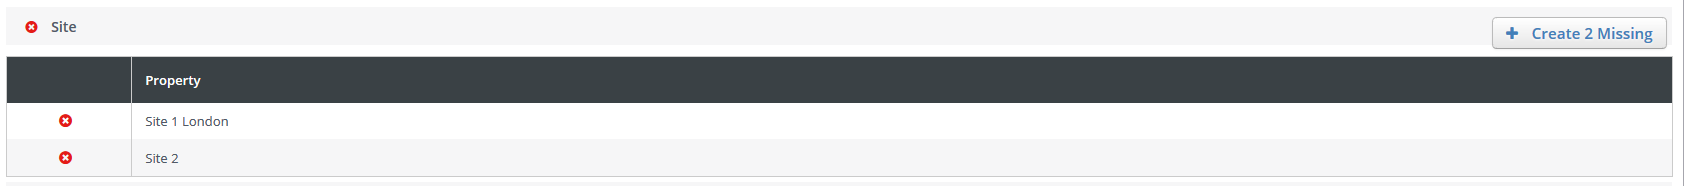 Site
Create 2 Missing
Property
Site 1 London
Site 2